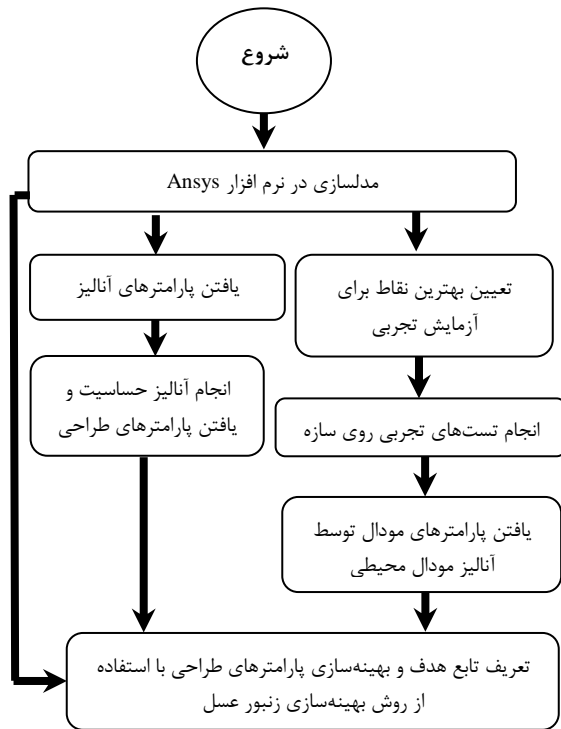 شروع
مدلسازی در نرم افزار Ansys
یافتن پارامترهای آنالیز
تعیین بهترین نقاط برای
آزمایش تجربی
انجام آنالیز حساسیت و
یافتن پارامترهای طراحی
انجام تست‌های تجربی روی سازه
یافتن پارامترهای مودال توسط
آنالیز مودال محیطی
تعریف تابع هدف و بهینه‌سازی پارامترهای طراحی با استفاده
از روش بهینه‌سازی زنبور عسل